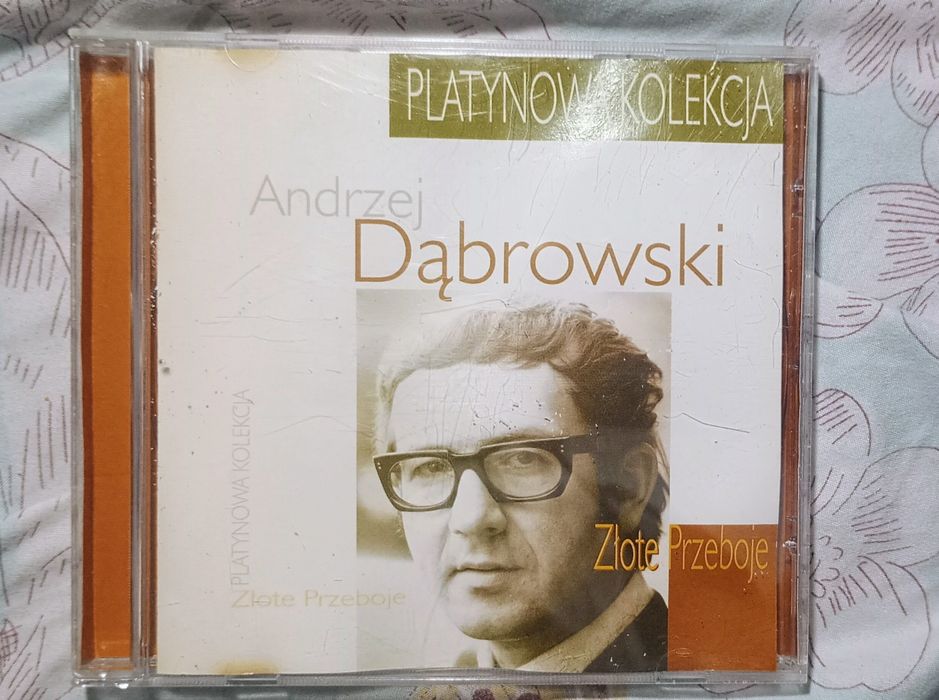 PLATYNOWA KOLEKCJA
Andrzej
Dąbrowski
PLATYNOWA KOLEKCJA
Złote Przeboje
Złote Przeboje